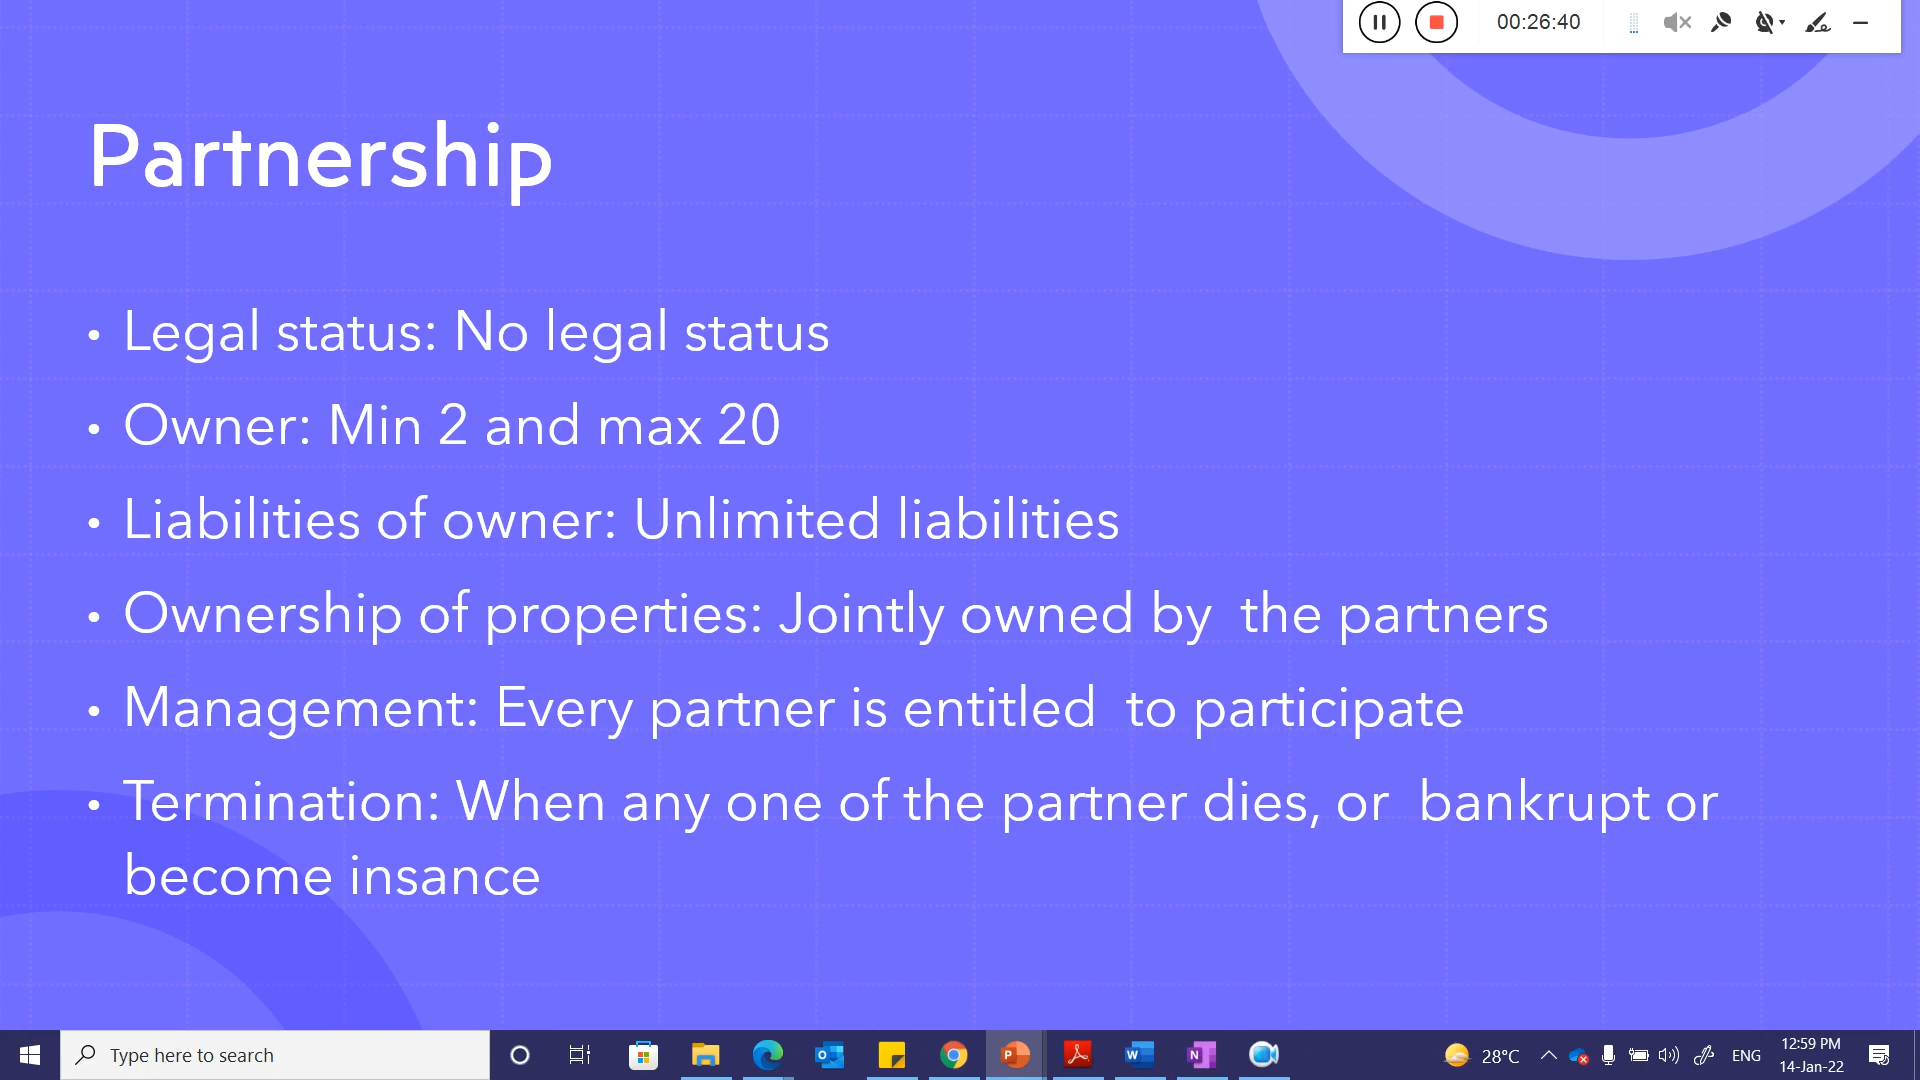 00:26:40
Partnership
• Legal status: No legal status
• Owner: Min 2 and max 20
• Liabilities of owner: Unlimited liabilities
• Ownership of properties: Jointly owned by  the partners
• Management: Every partner is entitled  to participate
• Termination: When any one of the partner dies, or  bankrupt or
become insance
Type here to search
28°C
ENG
12:59 PM
14-Jan-22